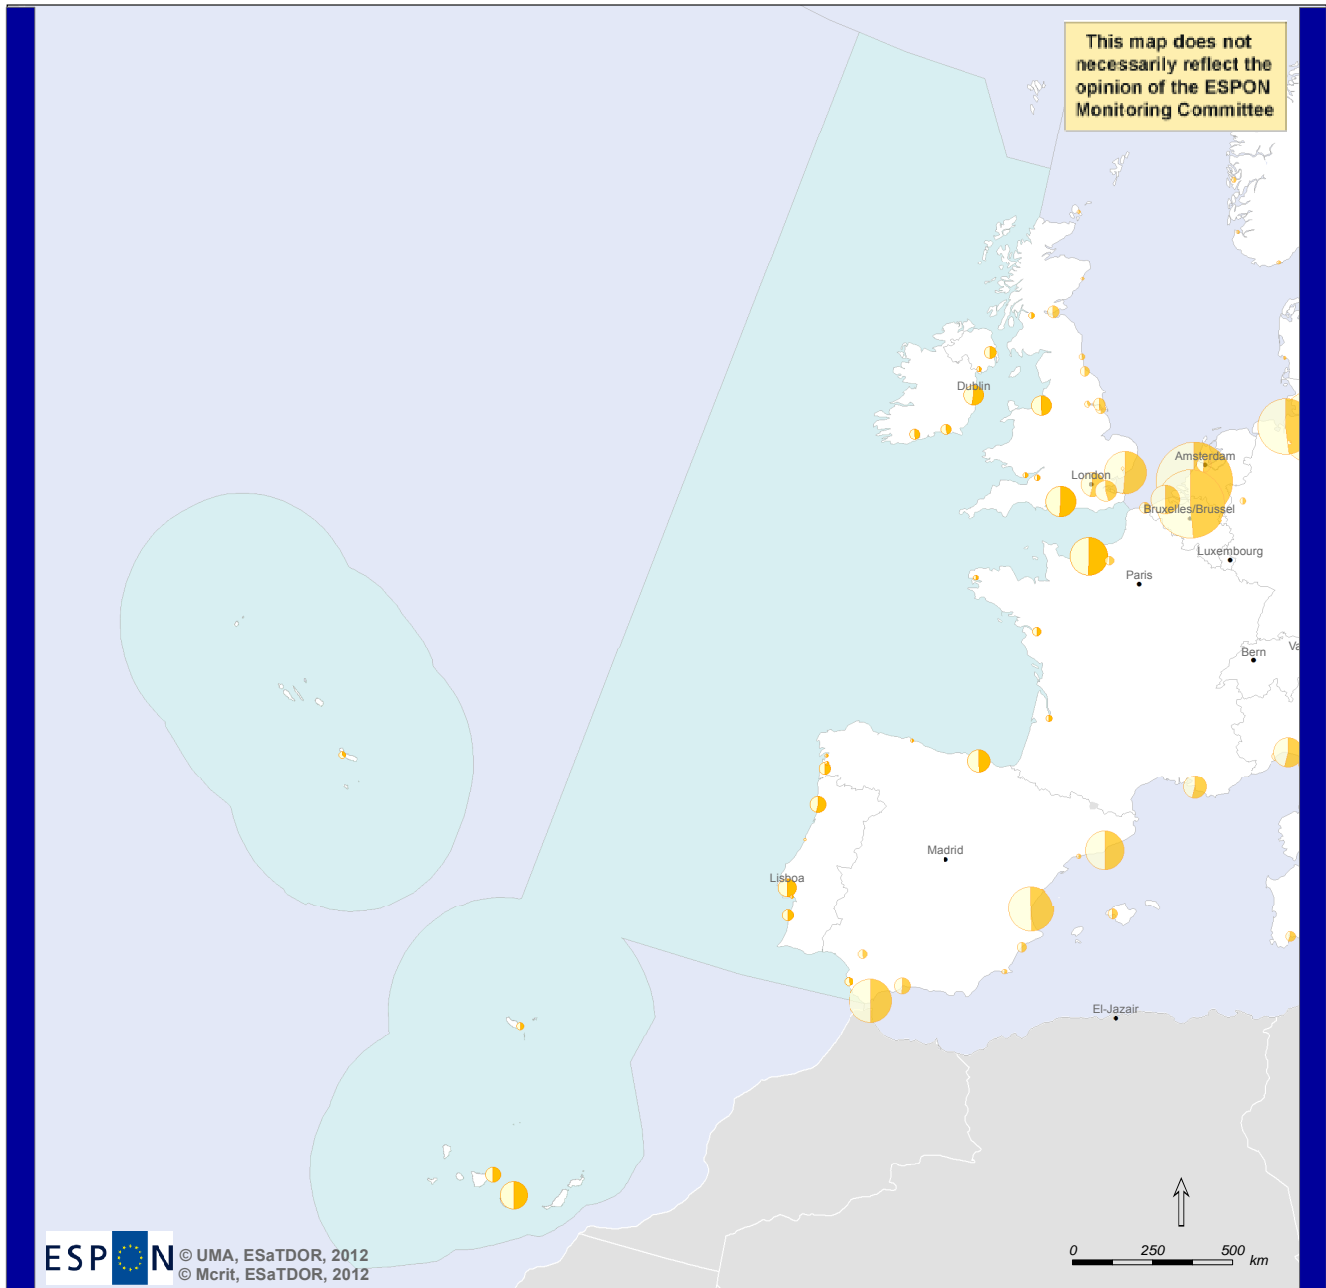 This map does not
necessarily reflect the
opinion of the ESPON
Monitoring Committee
Dublin
Amsterdam
London
Bruxelles/Brussel
Luxembourg
Paris
Bern
Va
Madrid
Lisboa
El-Jazair
0 250 500 km
ESPON
© UMA, ESaTDOR, 2012
© Mcrit, ESaTDOR, 2012